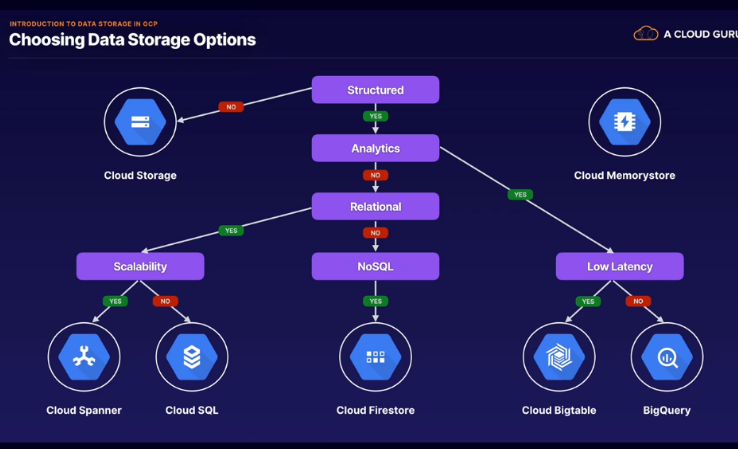 INTRODUCTION TO DATA STORAGE IN GCP
Choosing Data Storage Options
A CLOUD GURU
Structured
NO
YES
Cloud Storage
Analytics
Cloud Memorystore
NO
YES
Relational
YES
NO
Scalability
NoSQL
Low Latency
YES
NO
YES
YES
NO
Cloud Spanner
Cloud SQL
Cloud Firestore
Cloud Bigtable
BigQuery